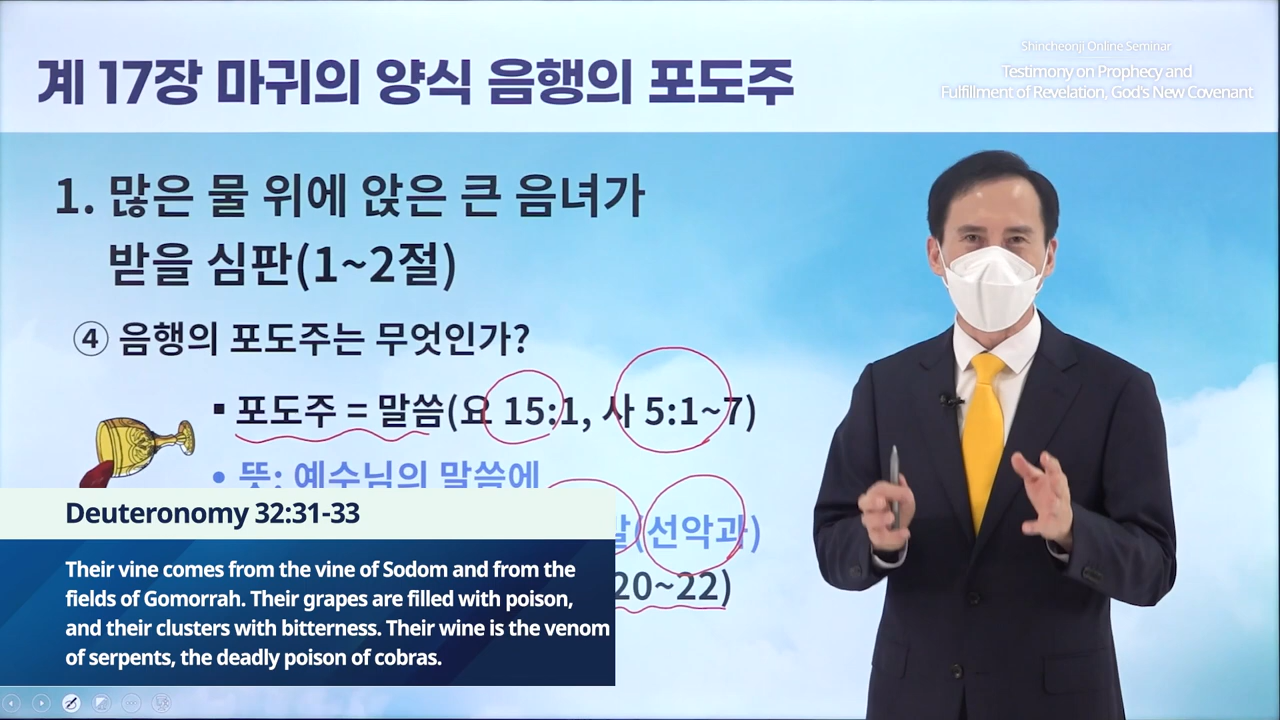 계 17장 마귀의 양식 음행의 포도주
Shincheonji Online Seminar
Testimony on Prophecy and
Fulfillment of Revelation, God's New Covenant
1. 많은 물 위에 앉은 큰 음녀가
받을 심판(1~2절)
④ 음행의 포도주는 무엇인가?
▪ 포도주 = 말씀(요 15:1, 사 5:1~7)
• 뜻: 예수님의 말씀에
(선악과)
20~22)
Deuteronomy 32:31-33
Their vine comes from the vine of Sodom and from the
fields of Gomorrah. Their grapes are filled with poison,
and their clusters with bitterness. Their wine is the venom
of serpents, the deadly poison of cobras.